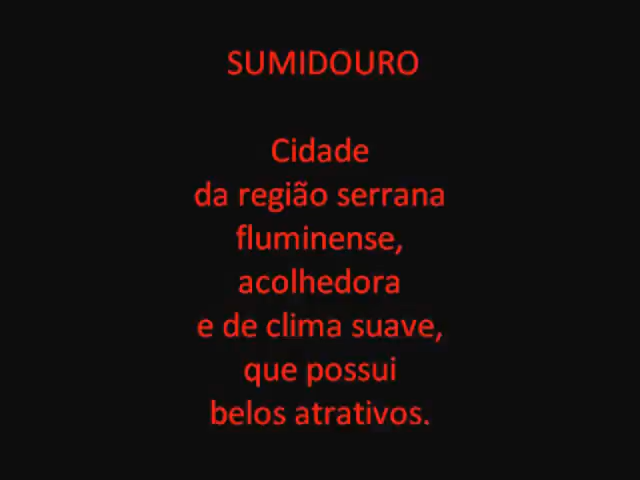 SUMIDOURO
Cidade
da região serrana
fluminense,
acolhedora
e de clima suave,
que possui
belos atrativos.